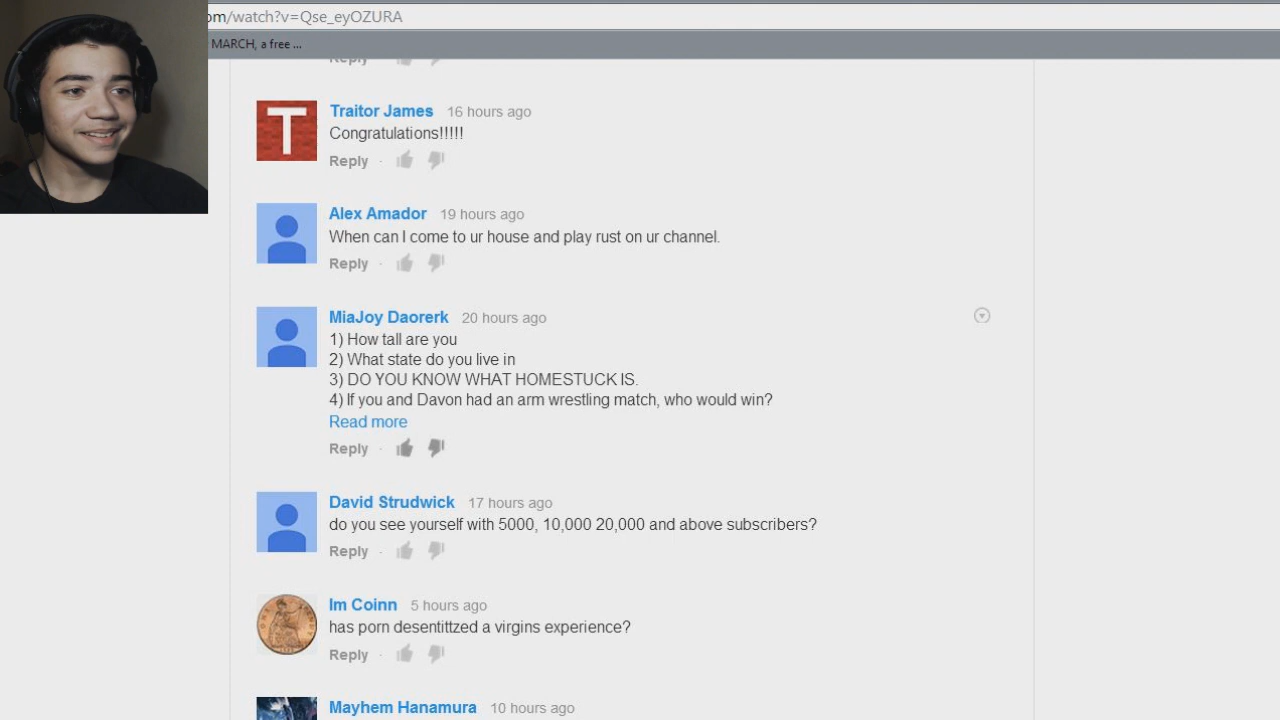 om/watch?v=Qse_eyOZURA
MARCH, a free ...
Reply
Traitor James 16 hours ago
Congratulations!!!!!
Reply ·
Alex Amador 19 hours ago
When can I come to ur house and play rust on ur channel.
Reply ·
MiaJoy Daorerk 20 hours ago
1) How tall are you
2) What state do you live in
3) DO YOU KNOW WHAT HOMESTUCK IS.
4) If you and Davon had an arm wrestling match, who would win?
Read more
Reply ·
David Strudwick 17 hours ago
do you see yourself with 5000, 10,000 20,000 and above subscribers?
Reply ·
Im Coinn 5 hours ago
has porn desentittzed a virgins experience?
Reply ·
Mayhem Hanamura 10 hours ago